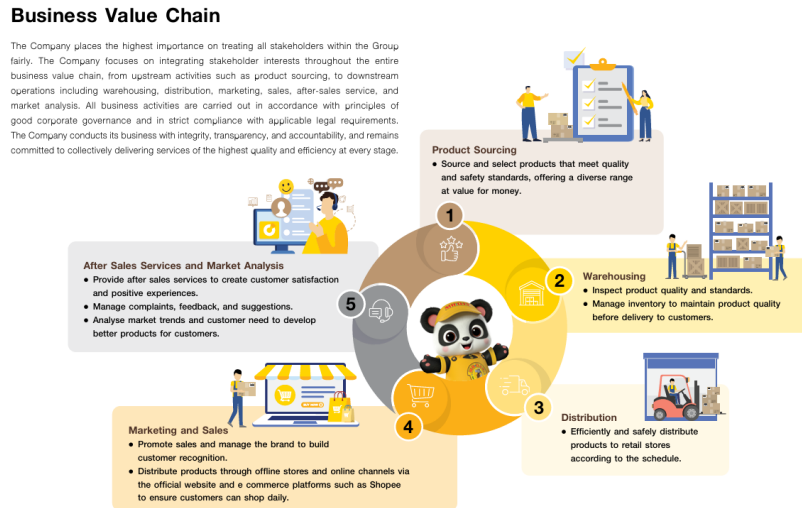 Business Value Chain
The Company places the highest importance on treating all stakeholders within the Group
fairly. The Company focuses on integrating stakeholder interests throughout the entire
business value chain, from upstream activities such as product sourcing, to downstream
operations including warehousing, distribution, marketing, sales, after-sales service, and
market analysis. All business activities are carried out in accordance with principles of
good corporate governance and in strict compliance with applicable legal requirements.
The Company conducts its business with integrity, transparency, and accountability, and remains
committed to collectively delivering services of the highest quality and efficiency at every stage.
1
Product Sourcing
● Source and select products that meet quality
and safety standards, offering a diverse range
at value for money.
2
Warehousing
● Inspect product quality and standards.
● Manage inventory to maintain product quality
before delivery to customers.
3
Distribution
● Efficiently and safely distribute
products to retail stores
according to the schedule.
4
Marketing and Sales
● Promote sales and manage the brand to build
customer recognition.
● Distribute products through offline stores and online channels via
the official website and e commerce platforms such as Shopee
to ensure customers can shop daily.
5
After Sales Services and Market Analysis
● Provide after sales services to create customer satisfaction
and positive experiences.
● Manage complaints, feedback, and suggestions.
● Analyse market trends and customer need to develop
better products for customers.